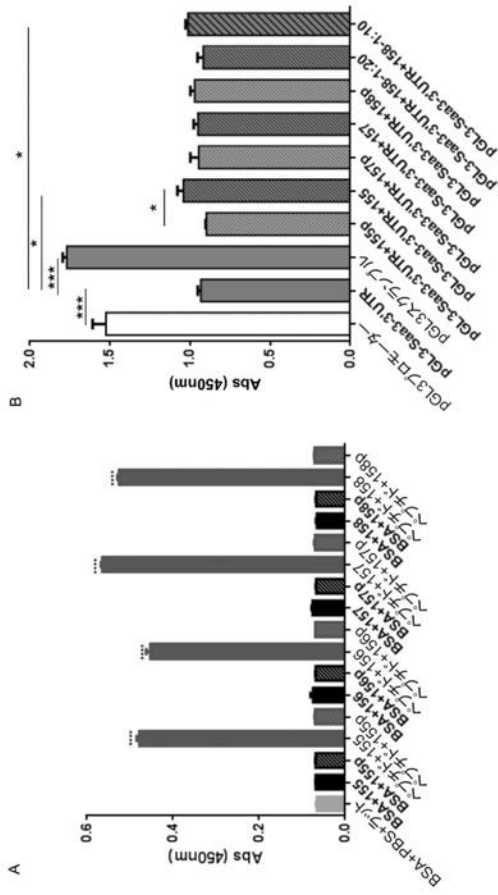 A
Abs (450nm)
0.6
0.4
0.2
0.0
****
****
****
****
BSA+PBS+ラット
BSA+155
BSA+155p
ペプチド+155
ペプチド+155p
BSA+156
BSA+156p
ペプチド+156
ペプチド+156p
BSA+157
BSA+157p
ペプチド+157
ペプチド+157p
BSA+158
BSA+158p
ペプチド+158
ペプチド+158p
B
Abs (450nm)
2.0
1.5
1.0
0.5
0.0
*
*
***
***
*
pGL3プロモーター
pGL3-Saa3-3'UTR
pGL3スクランブル
pGL3-Saa3-3'UTR+155p
pGL3-Saa3-3'UTR+155
pGL3-Saa3-3'UTR+157p
pGL3-Saa3-3'UTR+157
pGL3-Saa3-3'UTR+158p
pGL3-Saa3-3'UTR+158-1:20
pGL3-Saa3-3'UTR+158-1:10